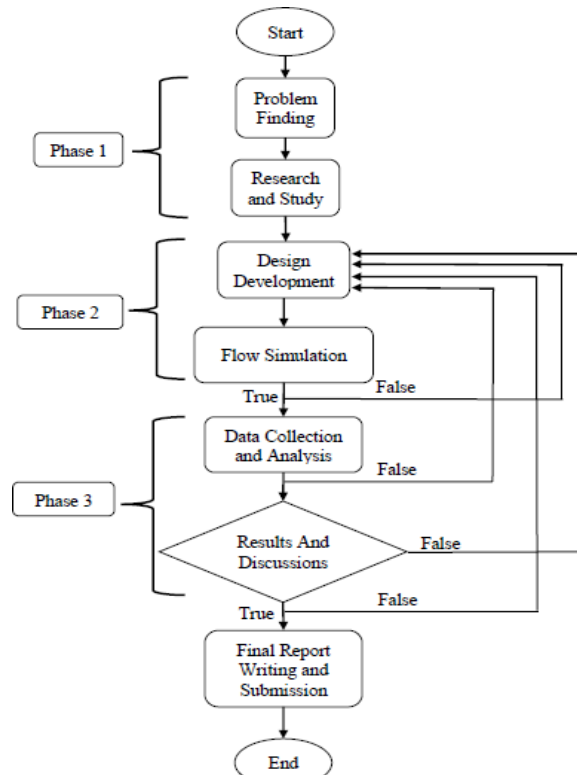 Start
Problem
Finding
Phase 1
Research
and Study
Design
Development
Phase 2
Flow Simulation
True
False
Data Collection
and Analysis
False
Phase 3
Results And
Discussions
False
True
False
Final Report
Writing and
Submission
End